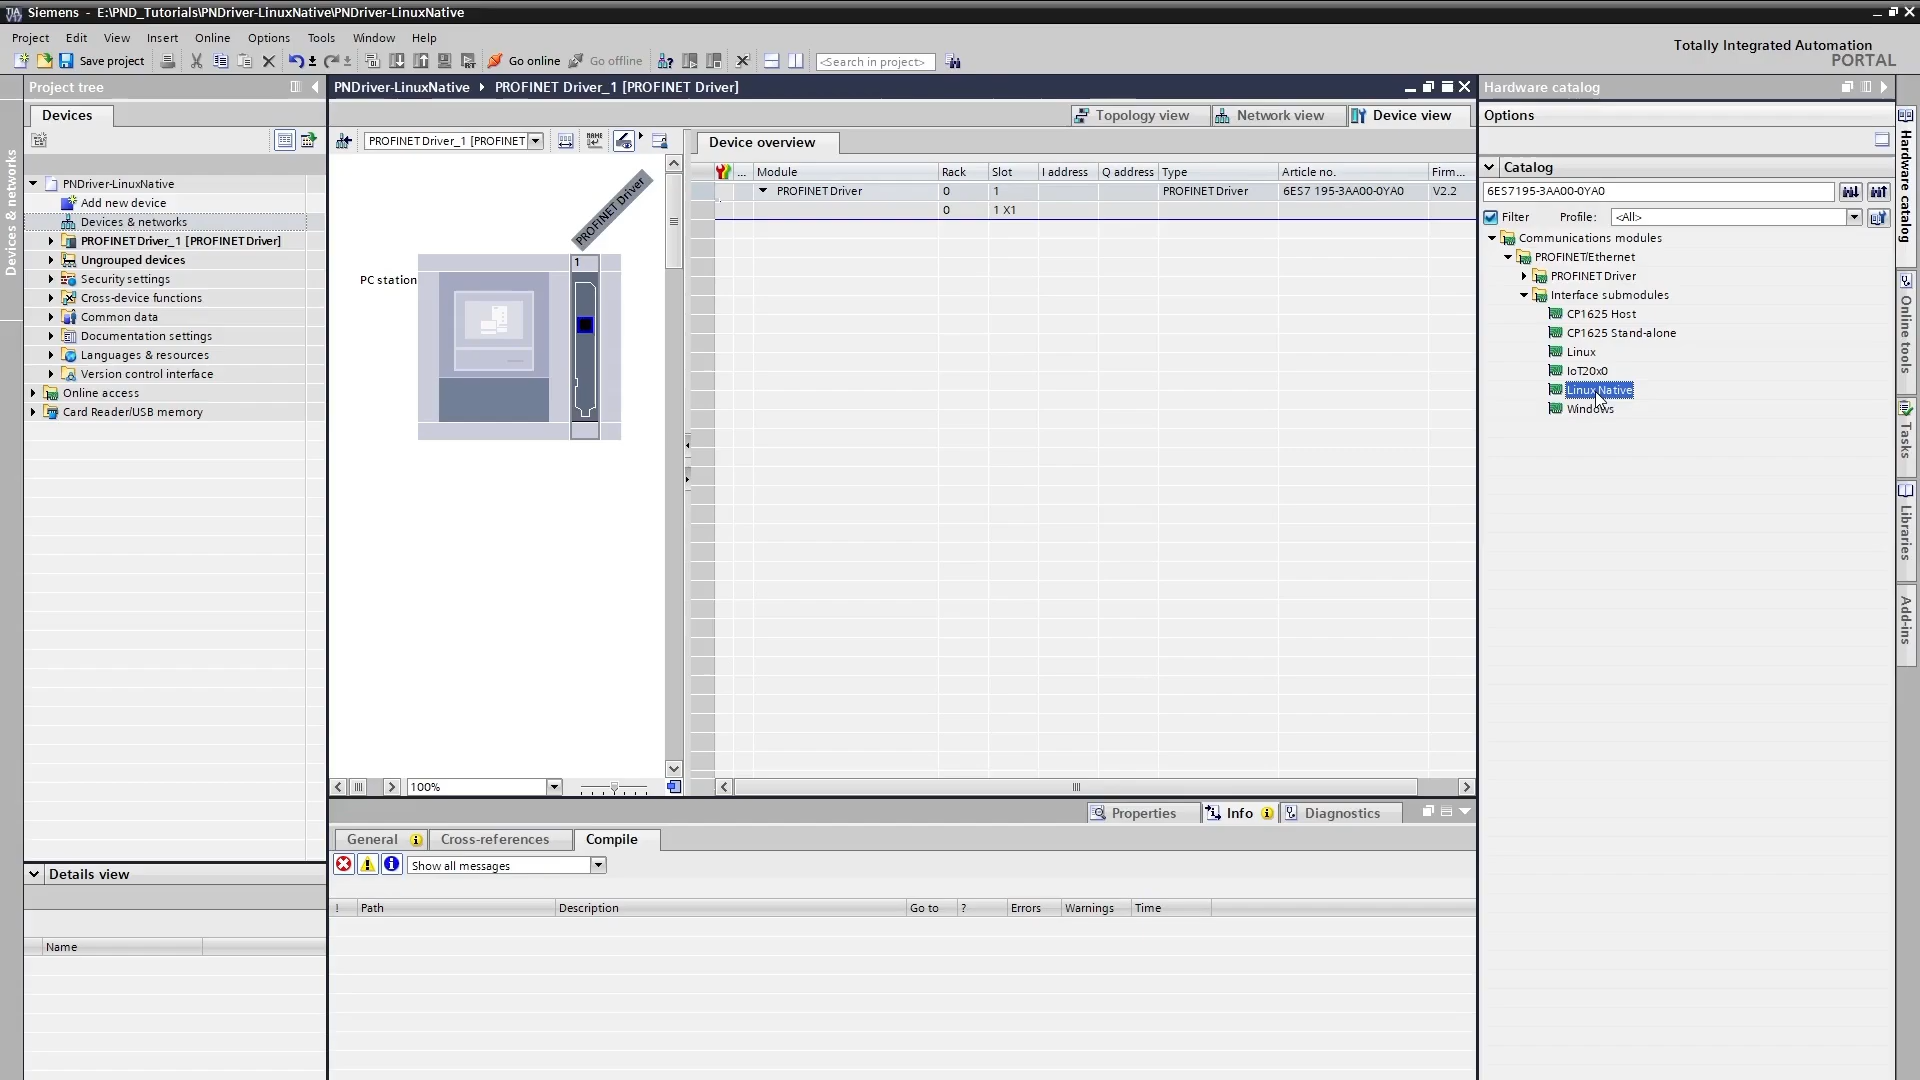 Siemens - E:\PND_Tutorials\PNDriver-LinuxNative\PNDriver-LinuxNative
Project Edit View Insert Online Options Tools Window Help
Totally Integrated Automation
PORTAL
Save project Go online Go offline <Search in project>
Project tree
Devices
Devices & networks
PNDriver-LinuxNative
Add new device
Devices & networks
PROFINET Driver_1 [PROFINET Driver]
Ungrouped devices
Security settings
Cross-device functions
Common data
Documentation settings
Languages & resources
Version control interface
Online access
Card Reader/USB memory
Details view
Name
PNDriver-LinuxNative PROFINET Driver_1 [PROFINET Driver]
Topology view Network view Device view
PROFINET Driver_1 [PROFINET
PROFINET Driver
PC station
1
100%
Device overview
... Module Rack Slot I address Q address Type Article no. Firm...
PROFINET Driver 0 1 PROFINET Driver 6ES7 195-3AA00-0YA0 V2.2
0 1 X1
Properties Info Diagnostics
General Cross-references Compile
Show all messages
! Path Description Go to ? Errors Warnings Time
Hardware catalog
Options
Catalog
6ES7195-3AA00-0YA0
Filter Profile: <All>
Communications modules
PROFINET/Ethernet
PROFINET Driver
Interface submodules
CP1625 Host
CP1625 Stand-alone
Linux
IoT20x0
Linux Native
Windows
Hardware catalog
Online tools
Tasks
Libraries
Add-ins